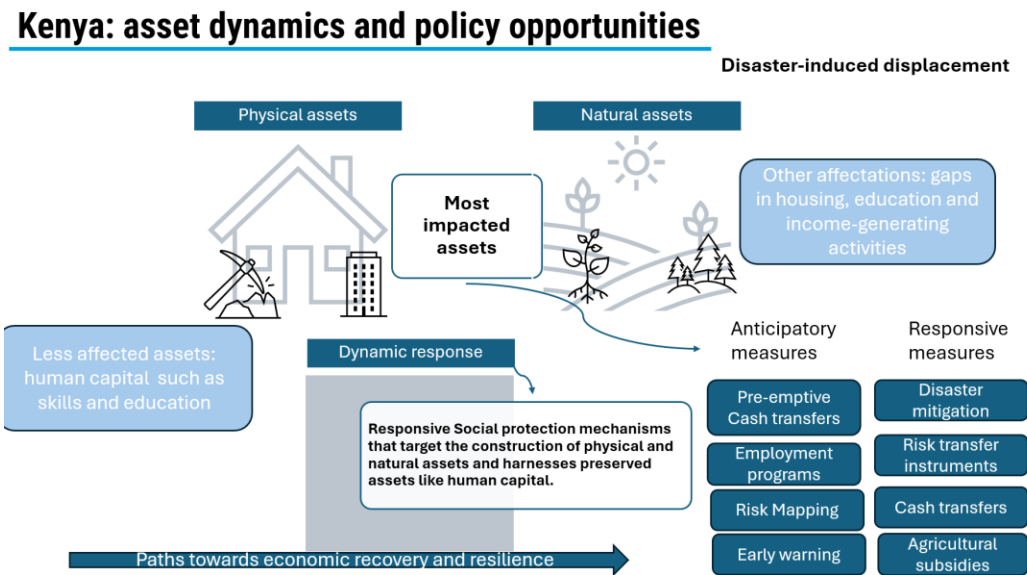 Kenya: asset dynamics and policy opportunities
Disaster-induced displacement
Physical assets
Natural assets
Most
impacted
assets
Other affectations: gaps
in housing, education and
income-generating
activities
Less affected assets:
human capital such as
skills and education
Dynamic response
Responsive Social protection mechanisms
that target the construction of physical and
natural assets and harnesses preserved
assets like human capital.
Anticipatory
measures
Pre-emptive
Cash transfers
Employment
programs
Risk Mapping
Early warning
Responsive
measures
Disaster
mitigation
Risk transfer
instruments
Cash transfers
Agricultural
subsidies
Paths towards economic recovery and resilience